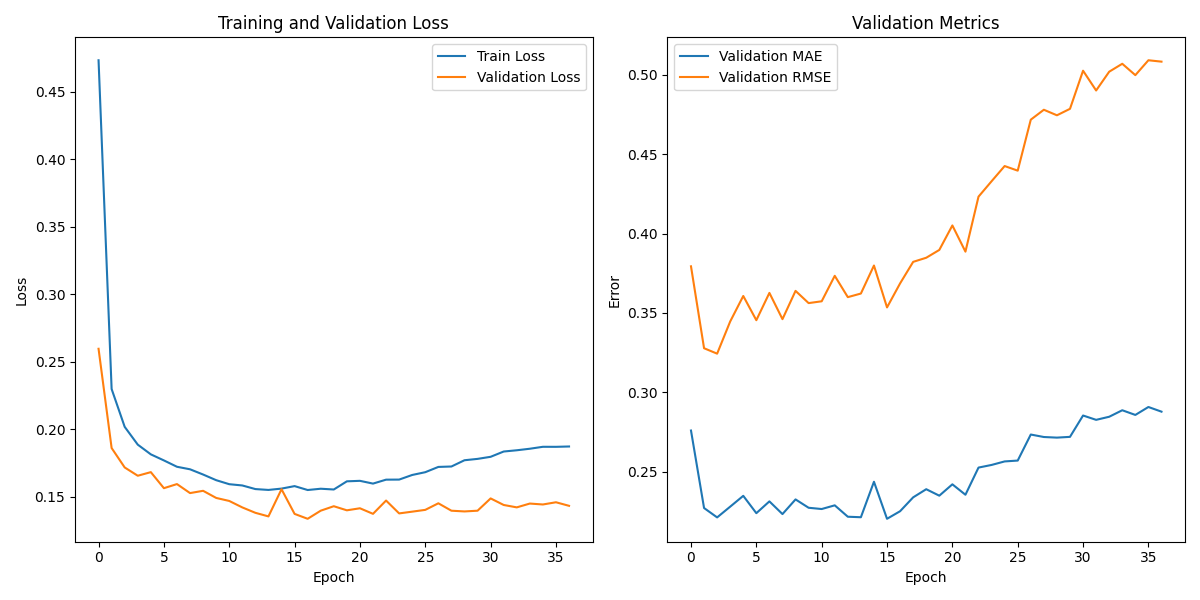 Training and Validation Loss
Train Loss
Validation Loss
0.45
0.40
0.35
0.30
0.25
0.20
0.15
Loss
0 5 10 15 20 25 30 35
Epoch
Validation Metrics
Validation MAE
Validation RMSE
0.50
0.45
0.40
0.35
0.30
0.25
Error
0 5 10 15 20 25 30 35
Epoch